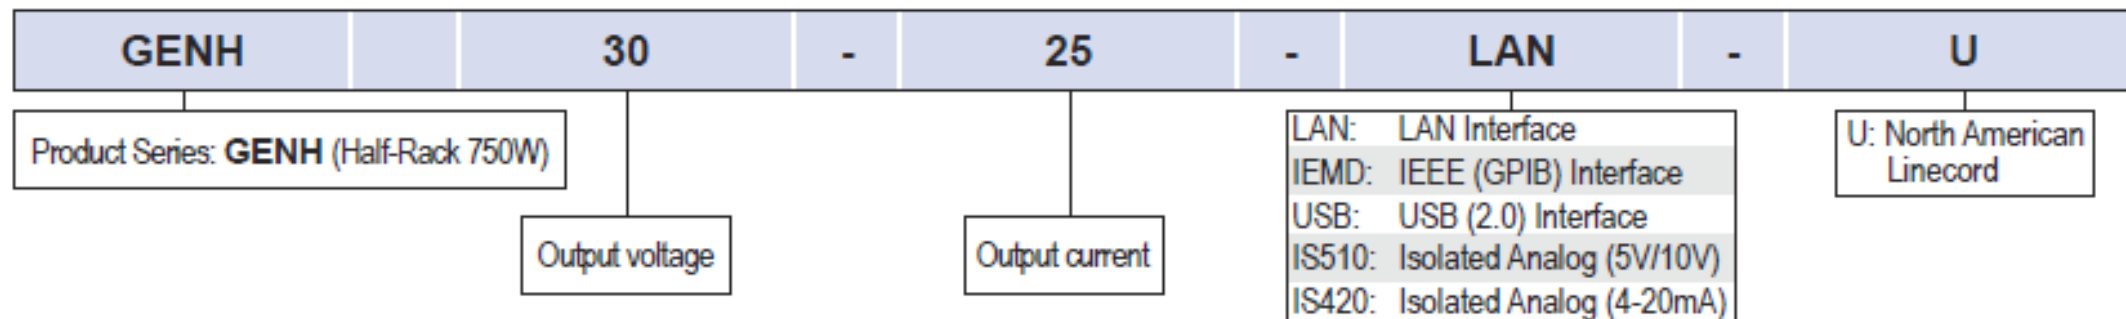 GENH 30 - 25 - LAN - U
Product Series: GENH (Half-Rack 750W)
Output voltage
Output current
LAN: LAN Interface
IEMD: IEEE (GPIB) Interface
USB: USB (2.0) Interface
IS510: Isolated Analog (5V/10V)
IS420: Isolated Analog (4-20mA)
U: North American
Linecord